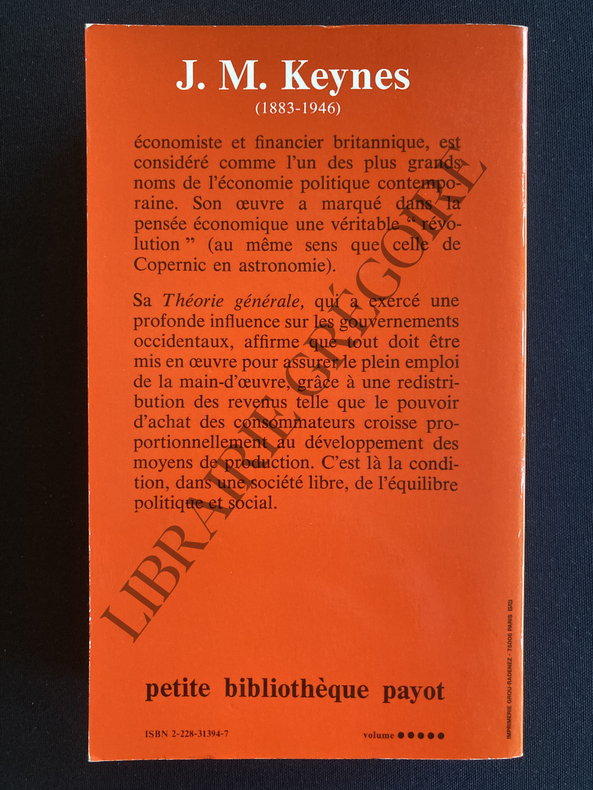 J. M. Keynes
(1883-1946)
économiste et financier britannique, est
considéré comme l'un des plus grands
noms de l'économie politique contempo-
raine. Son œuvre a marqué dans la
pensée économique une véritable “ révo-
lution ” (au même sens que celle de
Copernic en astronomie).
Sa Théorie générale, qui a exercé une
profonde influence sur les gouvernements
occidentaux, affirme que tout doit être
mis en œuvre pour assurer le plein emploi
de la main-d'œuvre, grâce à une redistri-
bution des revenus telle que le pouvoir
d'achat des consommateurs croisse pro-
portionnellement au développement des
moyens de production. C'est là la condi-
tion, dans une société libre, de l'équilibre
politique et social.
LIBRAIRIE GRÉGOIRE
petite bibliothèque payot
ISBN 2-228-31394-7
volume ●●●●●
IMPRIMERIE GROU-RADENEZ - 75006 PARIS